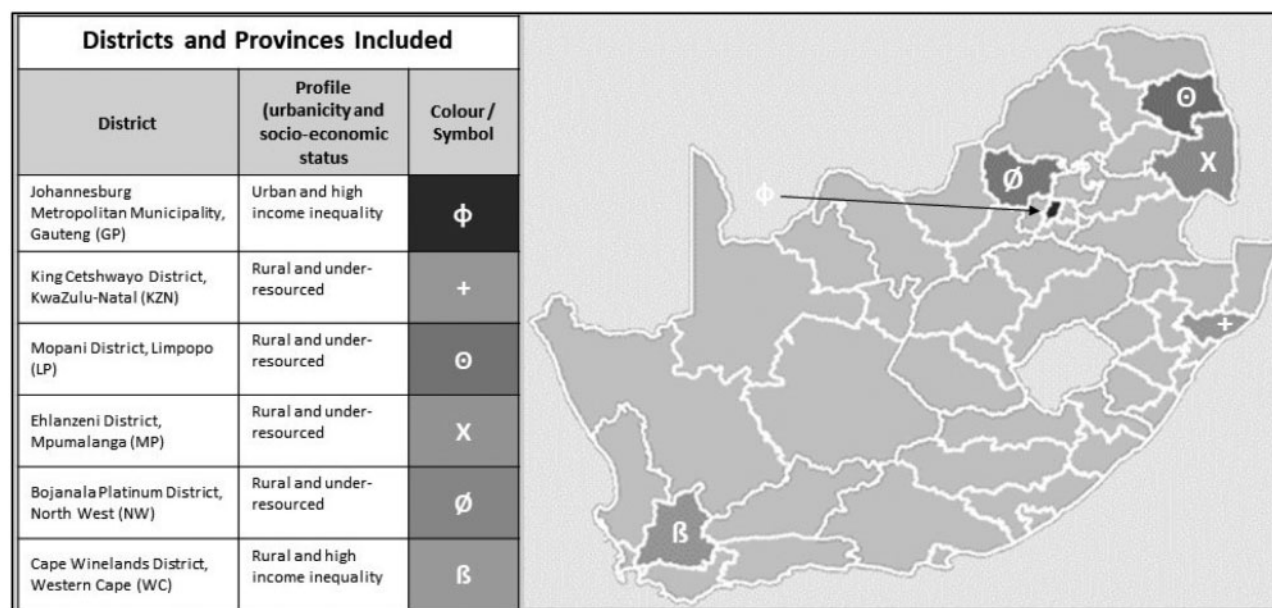 Districts and Provinces Included
District
Profile
(urbanicity and
socio-economic
status
Colour/
Symbol
Johannesburg
Metropolitan Municipality,
Gauteng (GP)
Urban and high
income inequality
ф
King Cetshwayo District,
KwaZulu-Natal (KZN)
Rural and under-
resourced
+
Mopani District, Limpopo
(LP)
Rural and under-
resourced
ʘ
Ehlanzeni District,
Mpumalanga (MP)
Rural and under-
resourced
X
Bojanala Platinum District,
North West (NW)
Rural and under-
resourced
Ø
Cape Winelands District,
Western Cape (WC)
Rural and high
income inequality
ß
ʘ
X
Ø
ф
+
ß